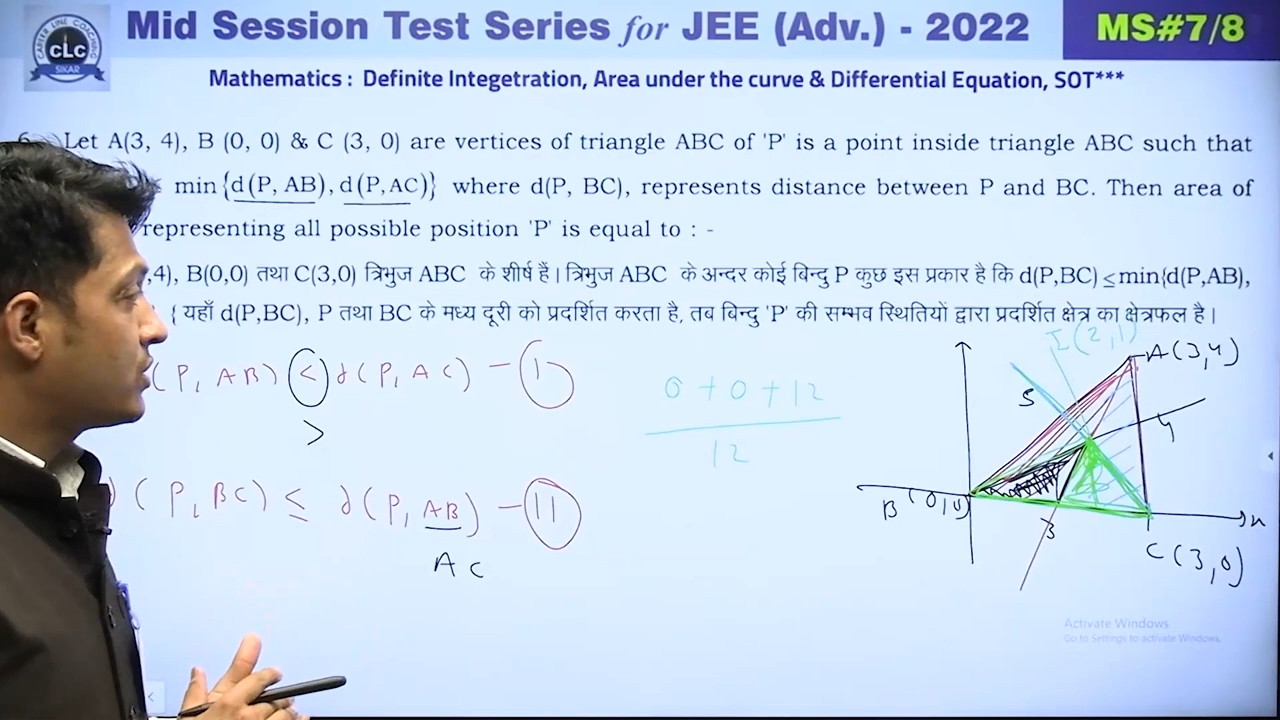 Mid Session Test Series for JEE (Adv.) - 2022
MS#7/8
CAREER LINE COACHING
CLC
SIKAR
Mathematics : Definite Integetration, Area under the curve & Differential Equation, SOT***
Let A(3, 4), B (0, 0) & C (3, 0) are vertices of triangle ABC of 'P' is a point inside triangle ABC such that
min {d(P, AB), d(P, AC)} where d(P, BC), represents distance between P and BC. Then area of
representing all possible position 'P' is equal to : -
,4), B(0,0) तथा C(3,0) त्रिभुज ABC के शीर्ष हैं। त्रिभुज ABC के अन्दर कोई बिन्दु P कुछ इस प्रकार है कि d(P,BC) ≤ min{d(P,AB),
{ यहाँ d(P,BC), P तथा BC के मध्य दूरी को प्रदर्शित करता है, तब बिन्दु 'P' की सम्भव स्थितियों द्वारा प्रदर्शित क्षेत्र का क्षेत्रफल है।
I(2,1)
A(3,4)
(P, AB) < d(P, AC) - I
>
0 + 0 + 12
12
5
4
(P, BC) ≤ d(P, AB) - II
AC
B(0,0)
3
x
C(3,0)
Activate Windows
Go to Settings to activate Windows.